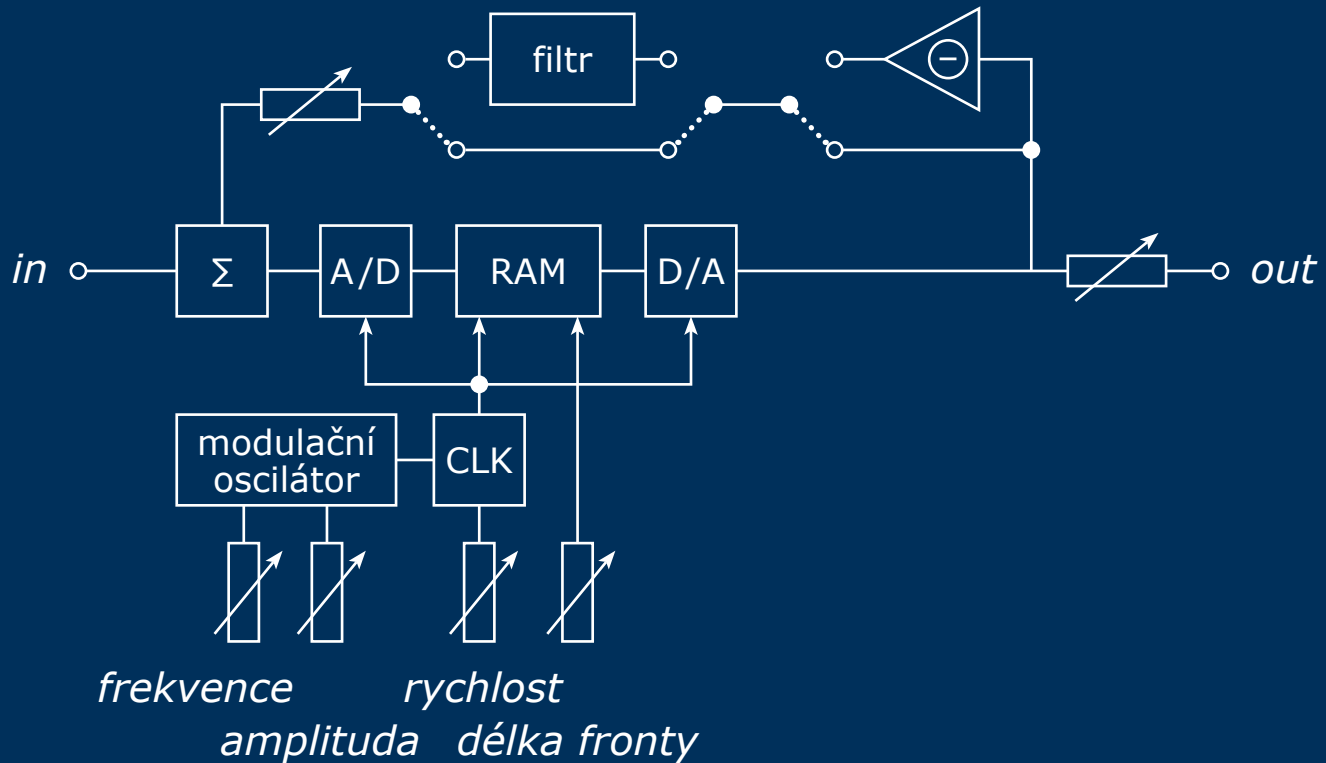 filtr
−
in
Σ
A/D
RAM
D/A
out
modulační
oscilátor
CLK
frekvence
rychlost
amplituda
délka fronty